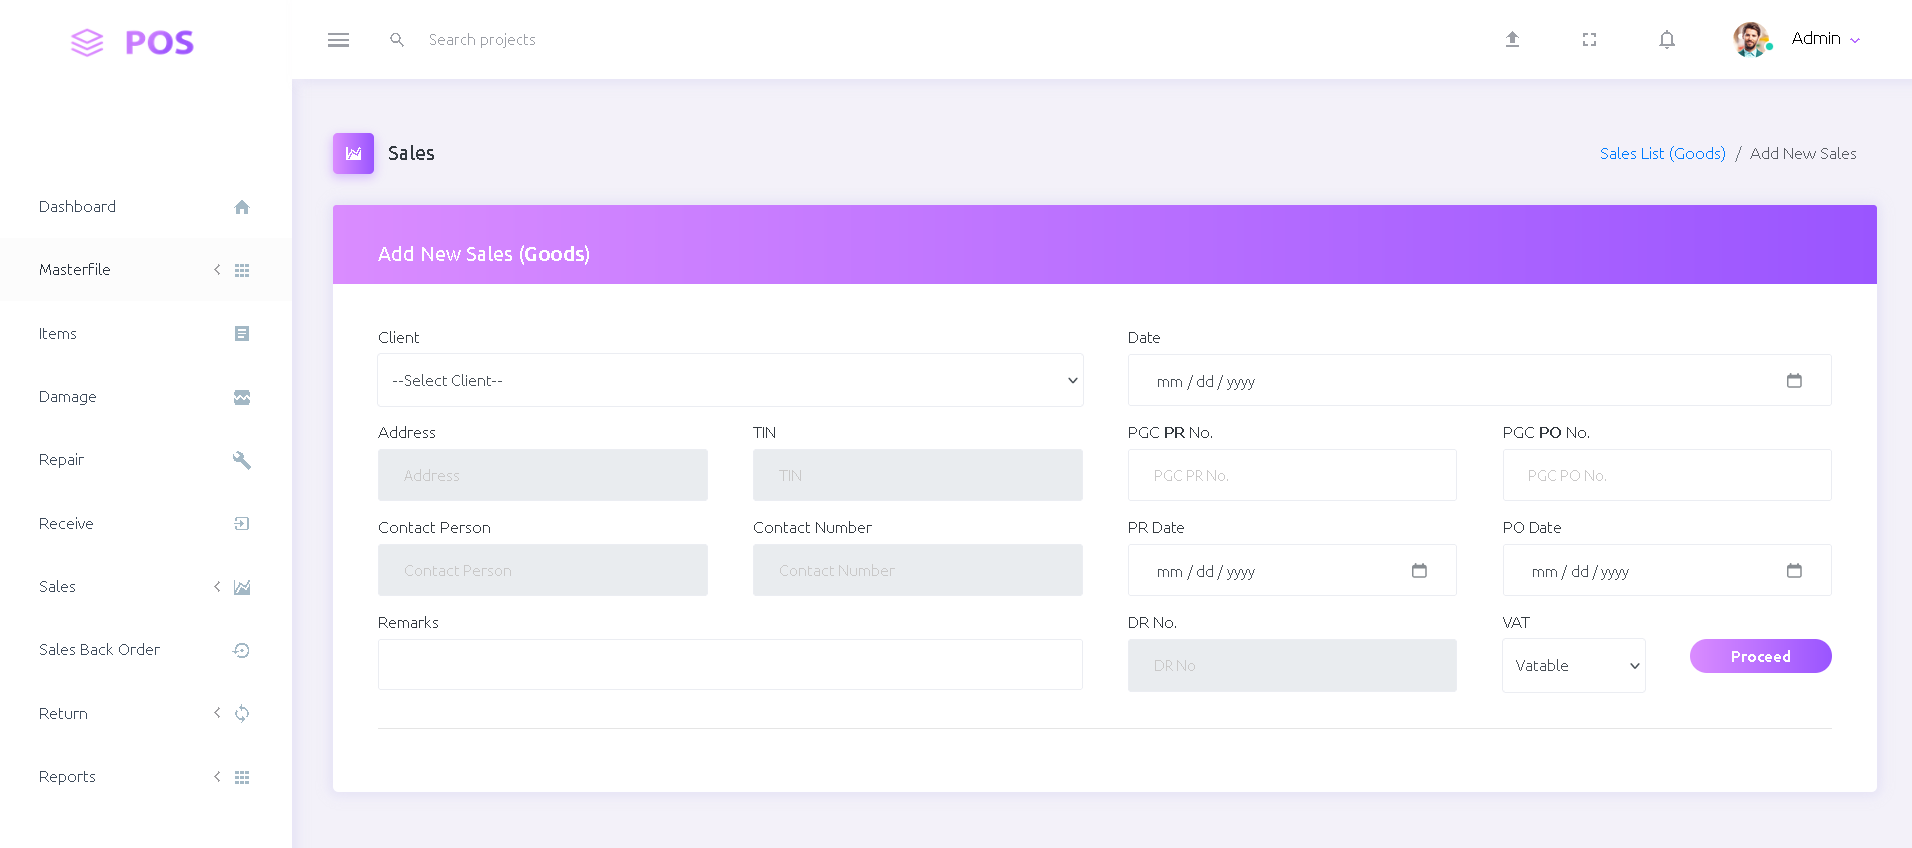 POS
Search projects
Admin
Dashboard
Masterfile
Items
Damage
Repair
Receive
Sales
Sales Back Order
Return
Reports
Sales
Sales List (Goods) / Add New Sales
Add New Sales (Goods)
Client
--Select Client--
Date
mm / dd / yyyy
Address
Address
TIN
TIN
PGC PR No.
PGC PR No.
PGC PO No.
PGC PO No.
Contact Person
Contact Person
Contact Number
Contact Number
PR Date
mm / dd / yyyy
PO Date
mm / dd / yyyy
Remarks
DR No.
DR No
VAT
Vatable
Proceed